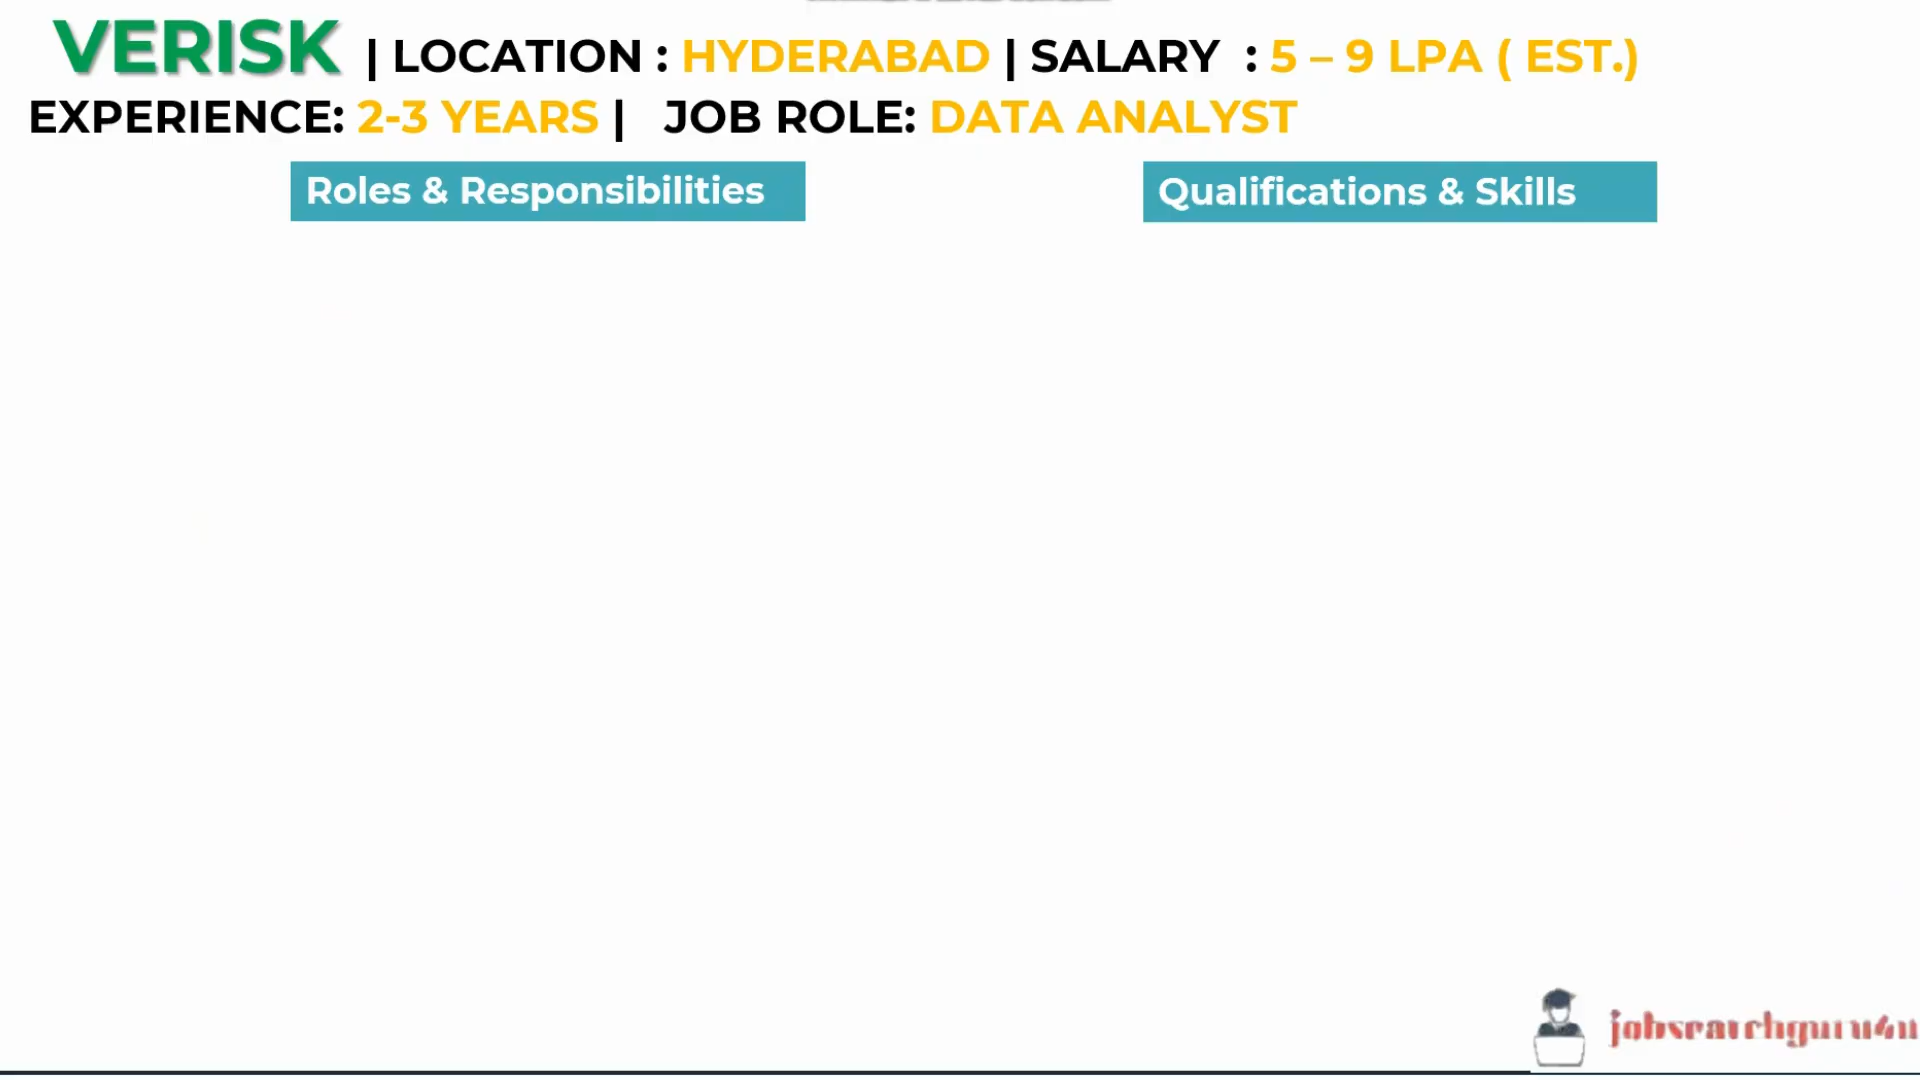 VERISK | LOCATION : HYDERABAD | SALARY : 5 – 9 LPA ( EST.)
EXPERIENCE: 2-3 YEARS | JOB ROLE: DATA ANALYST
Roles & Responsibilities
Qualifications & Skills
jobsearchguru4u